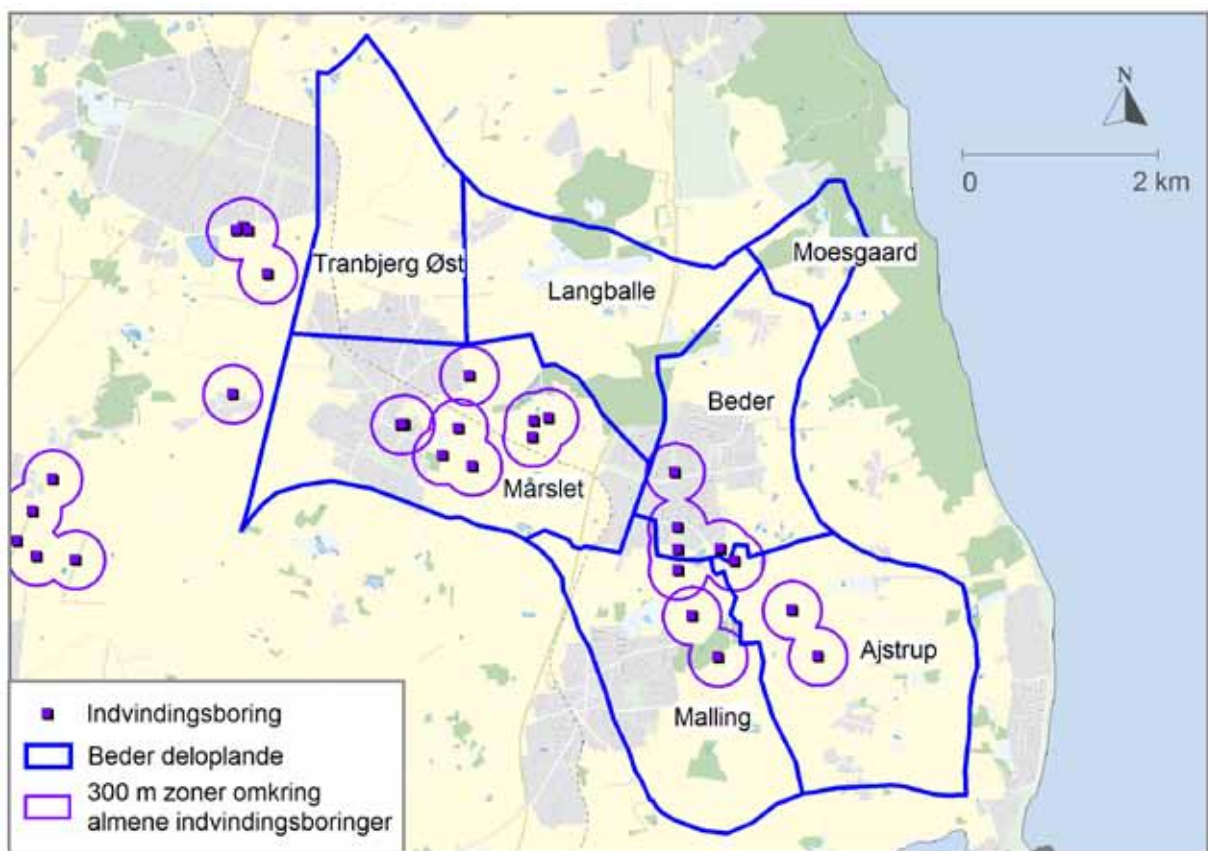 N
0 2 km
Moesgaard
Tranbjerg Øst
Langballe
Beder
Mårslet
Ajstrup
Malling
Indvindingsboring
Beder deloplande
300 m zoner omkring
almene indvindingsboringer